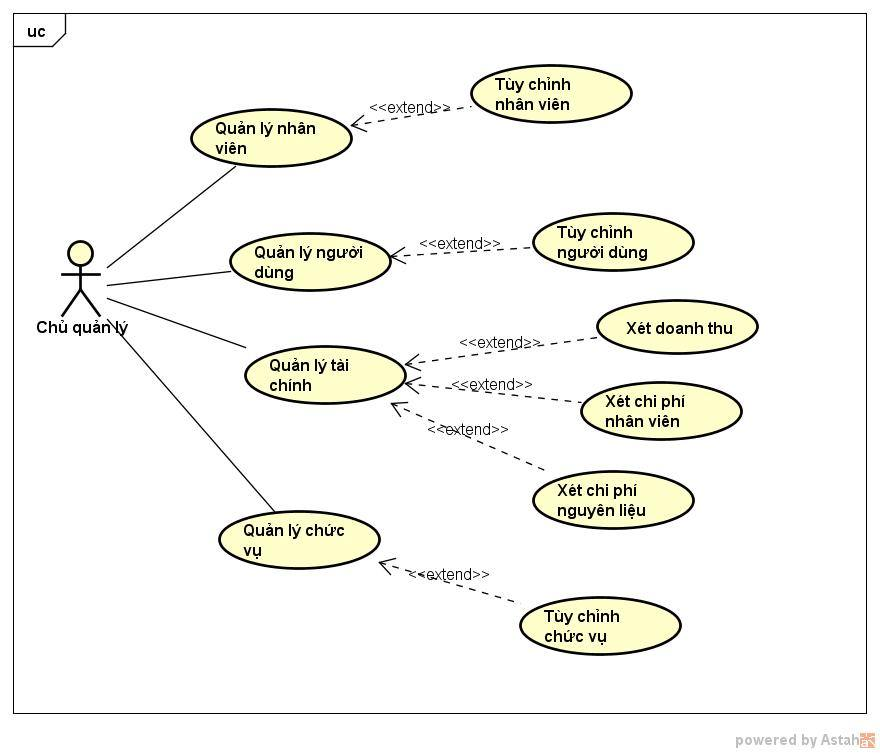 uc
Tùy chỉnh
nhân viên
<<extend>>
Quản lý nhân
viên
Tùy chỉnh
người dùng
<<extend>>
Quản lý người
dùng
Chủ quản lý
Xét doanh thu
<<extend>>
Quản lý tài
chính
<<extend>>
Xét chi phí
nhân viên
<<extend>>
Xét chi phí
nguyên liệu
Quản lý chức
vụ
<<extend>>
Tùy chỉnh
chức vụ
powered by Astah